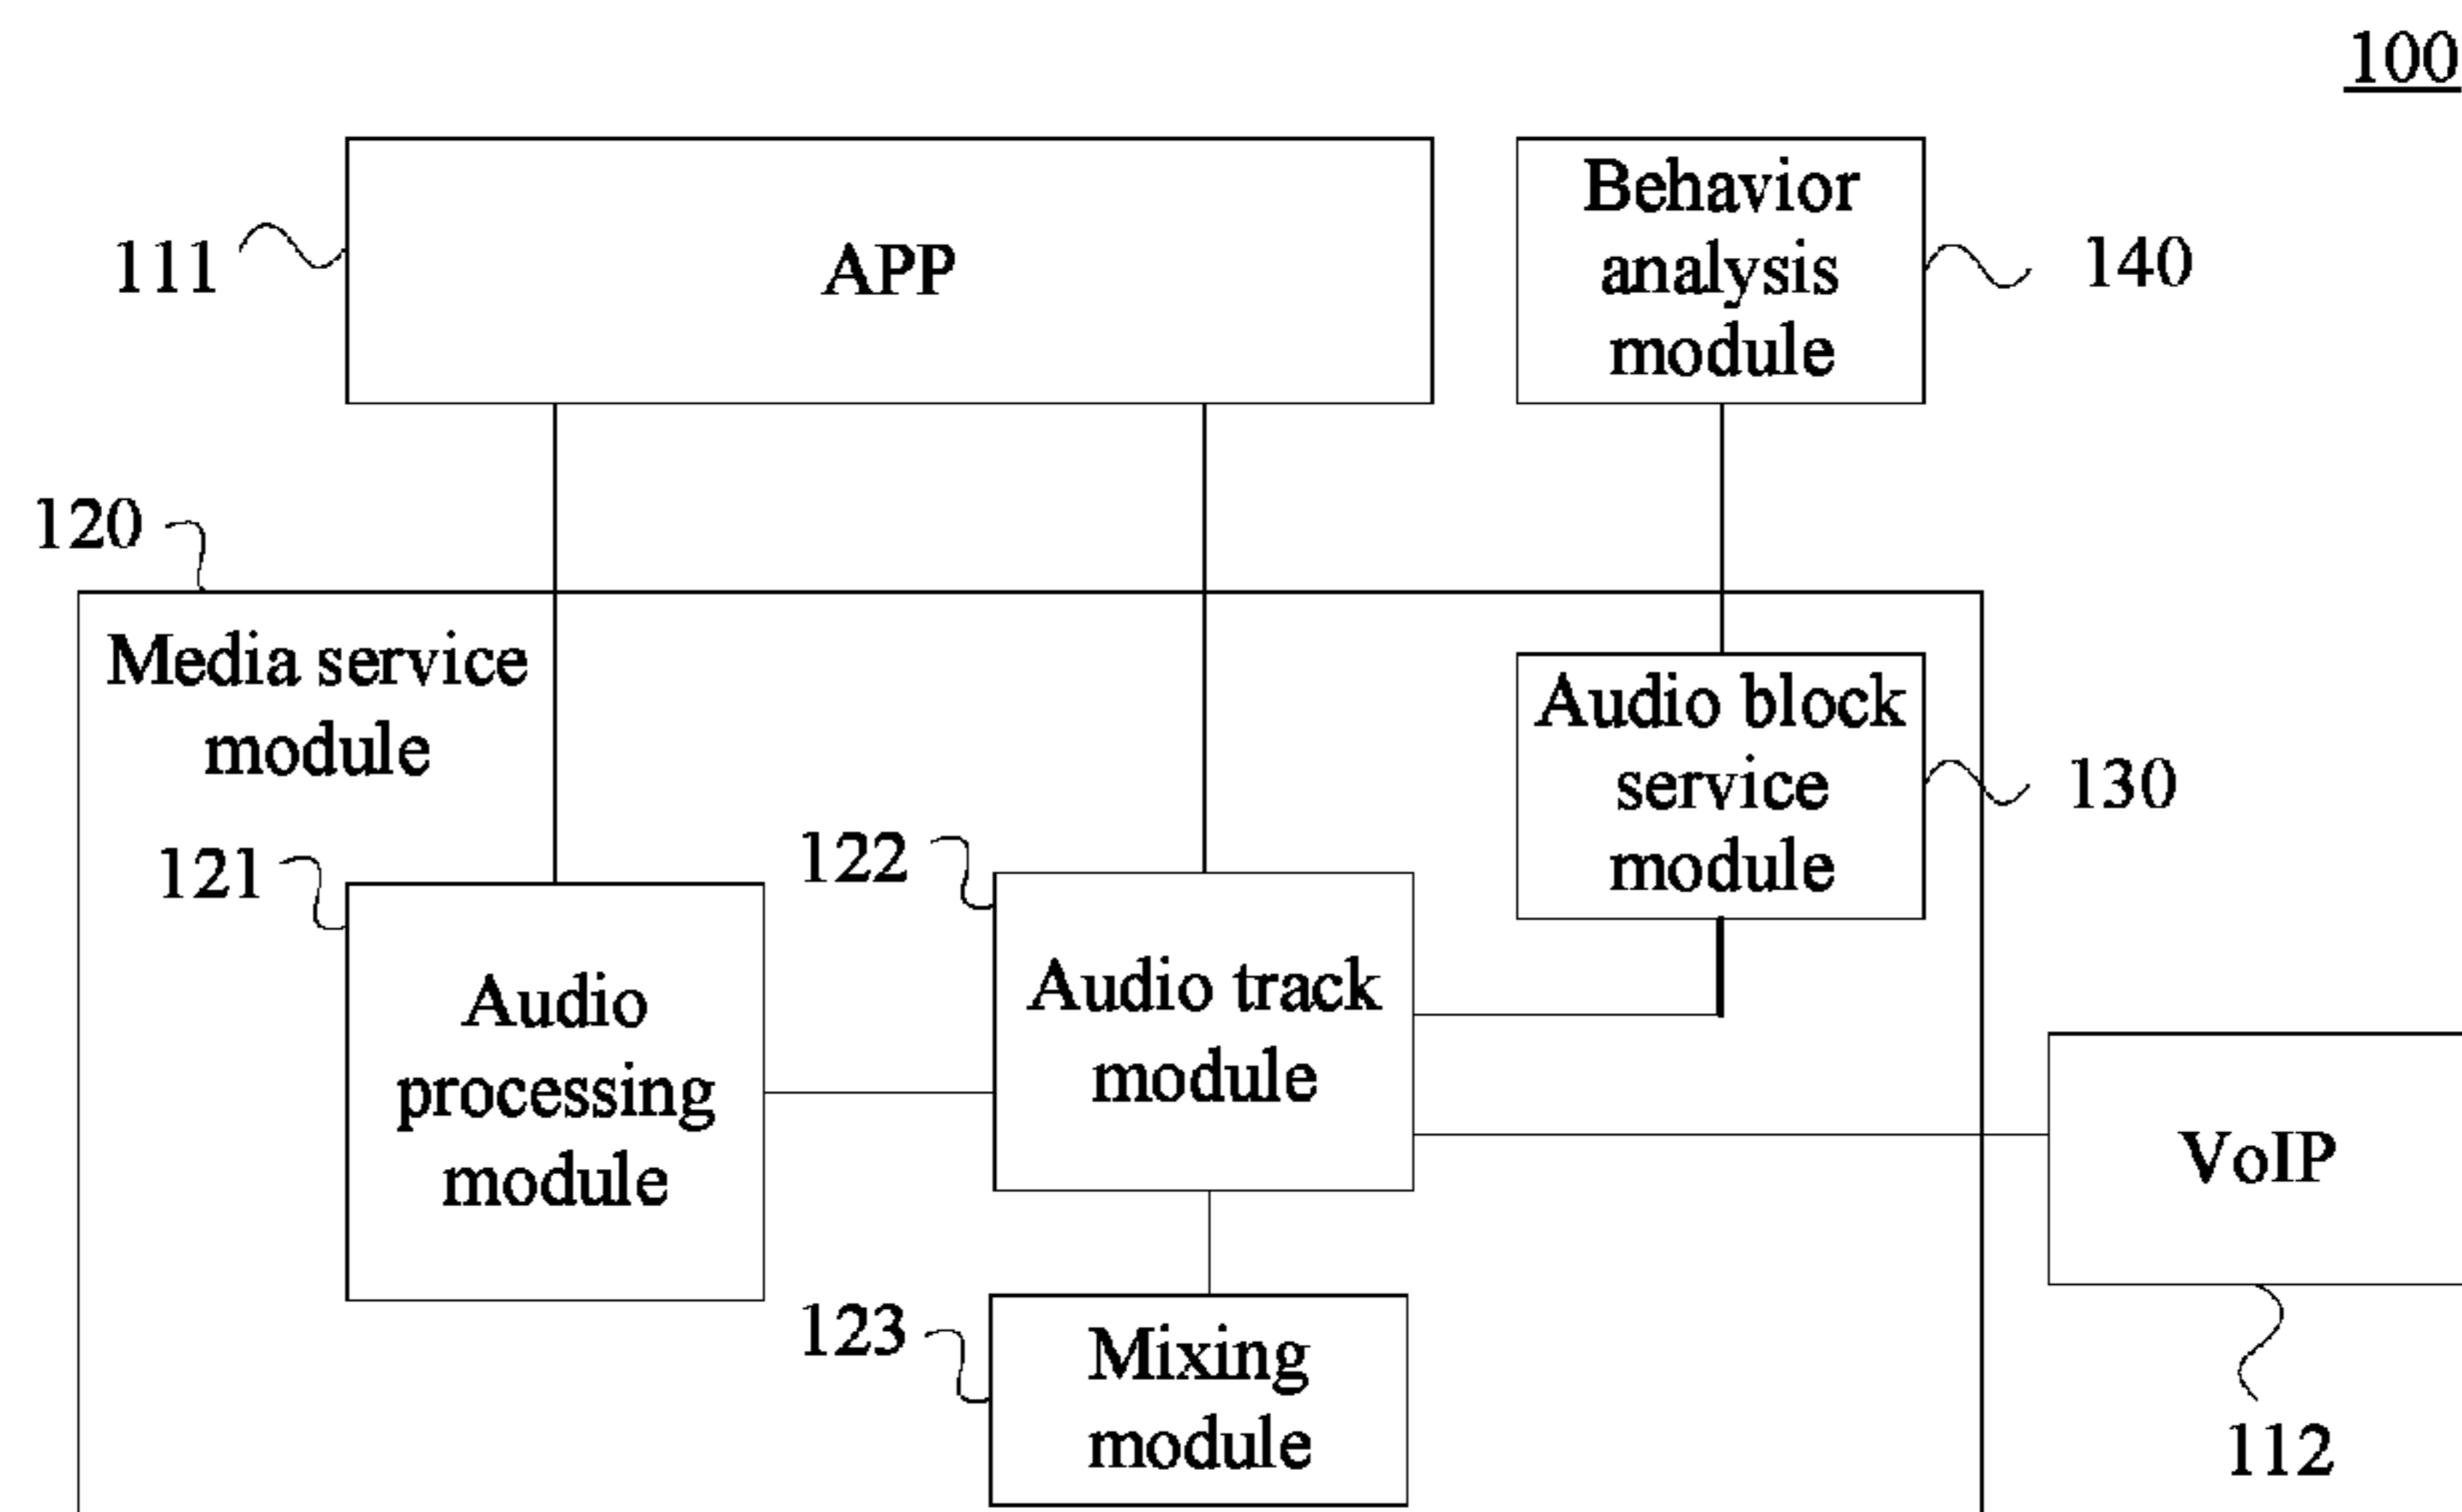 100
111
APP
Behavior
analysis
module
140
120
Media service
module
Audio block
service
module
130
121
122
Audio
processing
module
Audio track
module
VoIP
123
Mixing
module
112